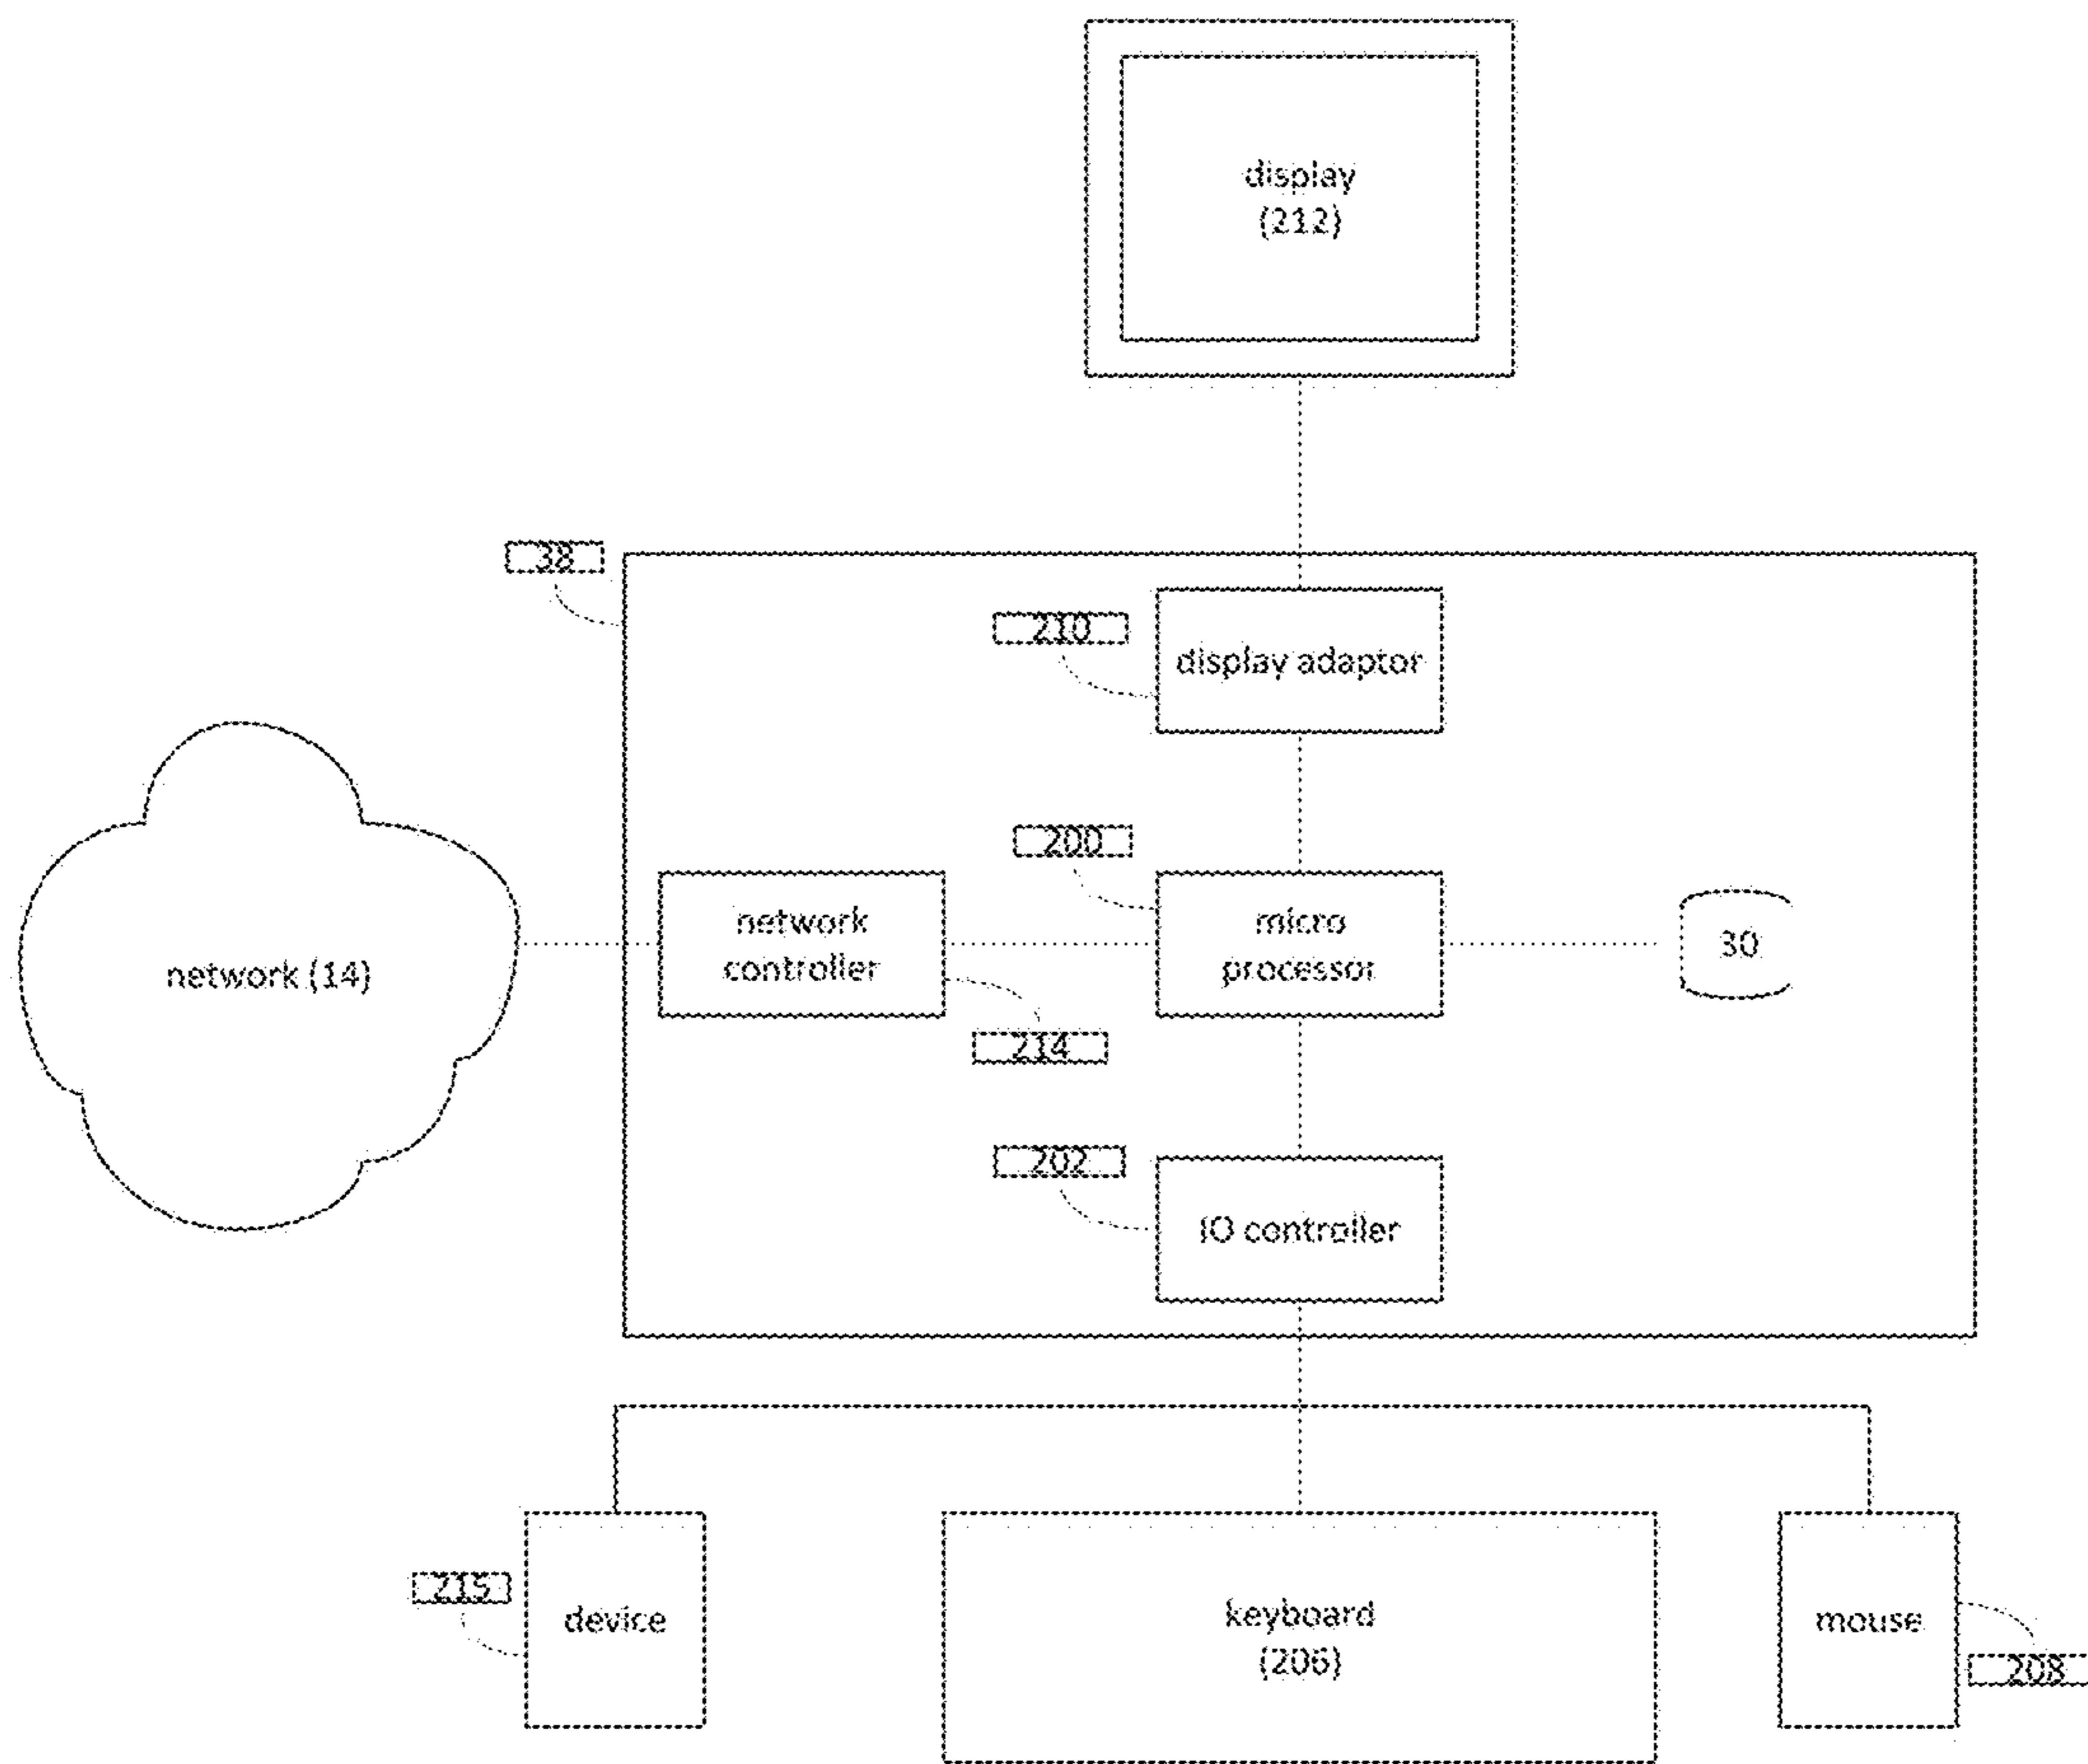 display
(212)
38
210
display adaptor
200
network
controller
micro
processor
30
network (14)
214
202
IO controller
215
device
keyboard
(206)
mouse
208